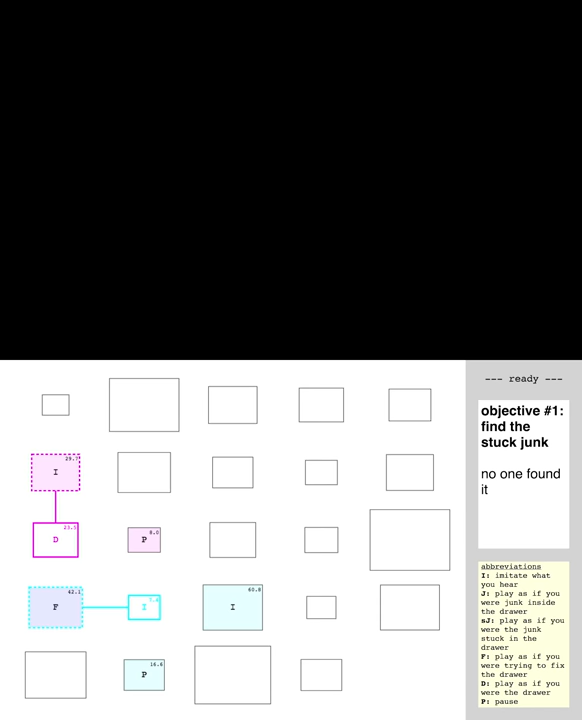 --- ready ---
objective #1:
find the
stuck junk
no one found
it
29.7
I
23.5
D
8.0
P
42.1
F
I
60.8
I
16.6
P
abbreviations
I: imitate what
you hear
J: play as if you
were junk inside
the drawer
sJ: play as if you
were the junk
stuck in the
drawer
F: play as if you
were trying to fix
the drawer
D: play as if you
were the drawer
P: pause